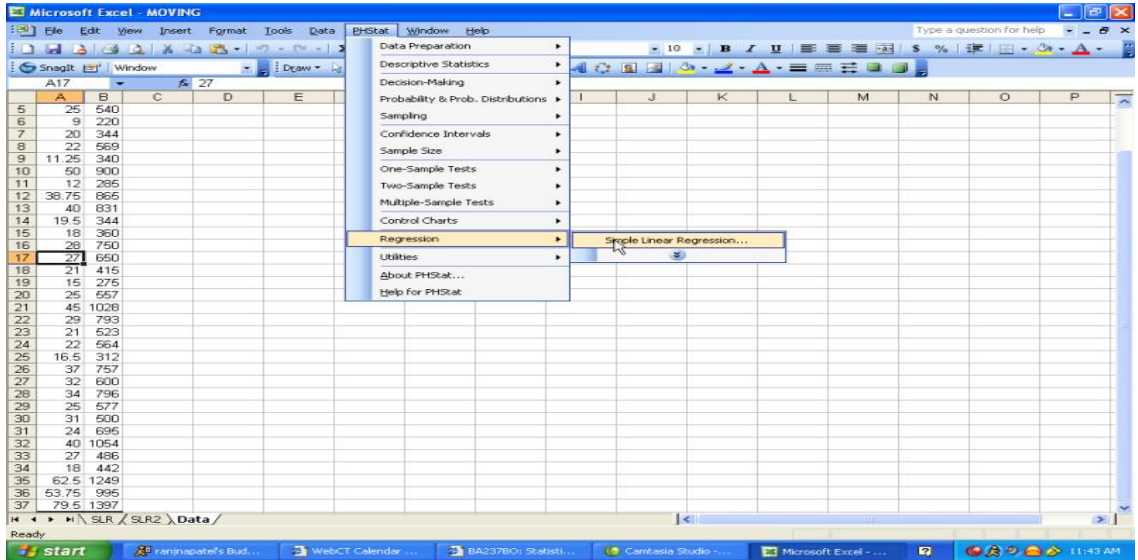 Microsoft Excel - MOVING
File Edit View Insert Format Tools Data PHStat Window Help
Type a question for help
10 B I U $ %
SnagIt Window Draw
A17 fx 27
A B C D E I J K L M N O P
5 25 540
6 9 220
7 20 344
8 22 569
9 11.25 340
10 50 900
11 12 285
12 38.75 865
13 40 831
14 19.5 344
15 18 360
16 28 750
17 27 650
18 21 415
19 15 275
20 25 557
21 45 1028
22 29 793
23 21 523
24 22 564
25 16.5 312
26 37 757
27 32 600
28 34 796
29 25 577
30 31 500
31 24 695
32 40 1054
33 27 486
34 18 442
35 62.5 1249
36 53.75 995
37 79.5 1397
Data Preparation
Descriptive Statistics
Decision-Making
Probability & Prob. Distributions
Sampling
Confidence Intervals
Sample Size
One-Sample Tests
Two-Sample Tests
Multiple-Sample Tests
Control Charts
Regression
Simple Linear Regression...
Utilities
About PHStat...
Help for PHStat
SLR SLR2 Data
Ready
start ranjnapatel's Bud... WebCT Calendar ... BA2378O: Statisti... Camtasia Studio -... Microsoft Excel - ... 11:43 AM